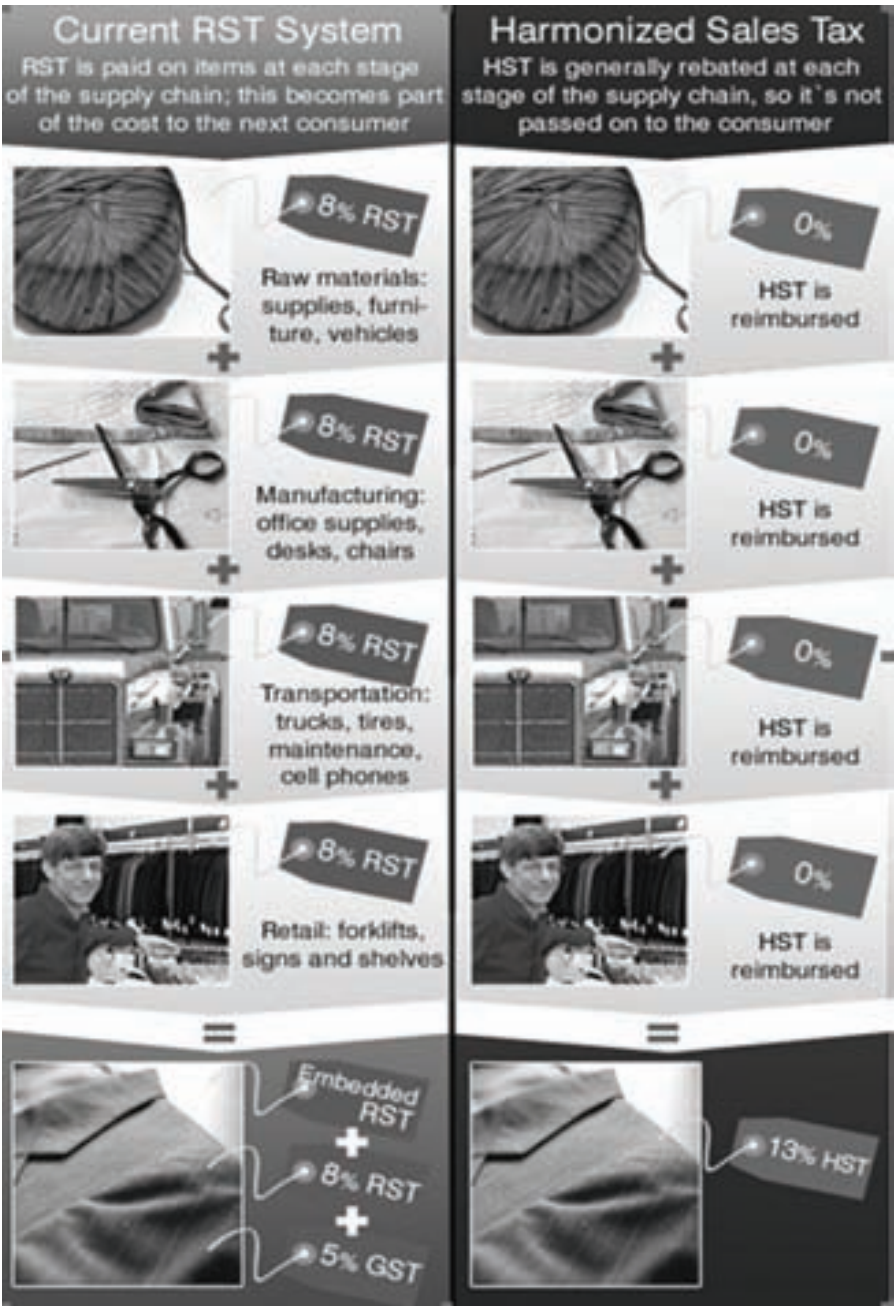 Current RST System
RST is paid on items at each stage
of the supply chain; this becomes part
of the cost to the next consumer
8% RST
Raw materials:
supplies, furni-
ture, vehicles
+
8% RST
Manufacturing:
office supplies,
desks, chairs
+
8% RST
Transportation:
trucks, tires,
maintenance,
cell phones
+
8% RST
Retail: forklifts,
signs and shelves
=
Embedded
RST
+
8% RST
+
5% GST
Harmonized Sales Tax
HST is generally rebated at each
stage of the supply chain, so it`s not
passed on to the consumer
0%
HST is
reimbursed
+
0%
HST is
reimbursed
+
0%
HST is
reimbursed
+
0%
HST is
reimbursed
=
13% HST